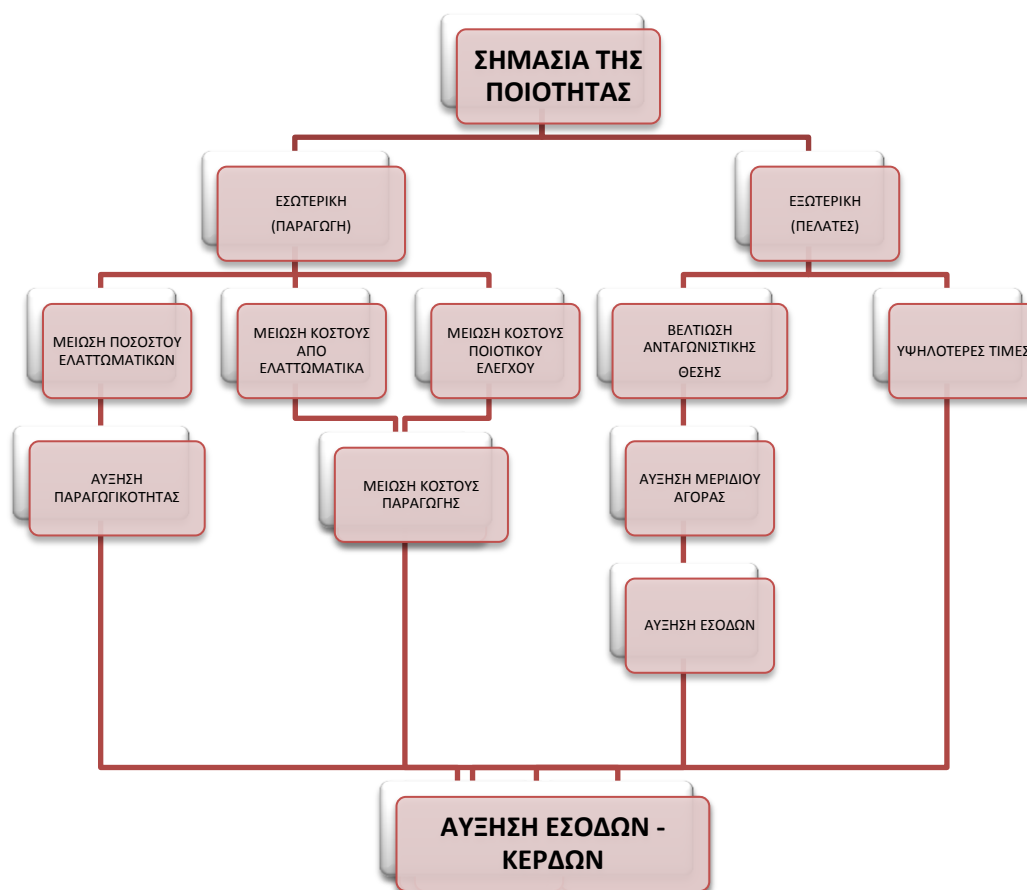 ΣΗΜΑΣΙΑ ΤΗΣ
ΠΟΙΟΤΗΤΑΣ
ΕΣΩΤΕΡΙΚΗ
(ΠΑΡΑΓΩΓΗ)
ΕΞΩΤΕΡΙΚΗ
(ΠΕΛΑΤΕΣ)
ΜΕΙΩΣΗ ΠΟΣΟΣΤΟΥ
ΕΛΑΤΤΩΜΑΤΙΚΩΝ
ΜΕΙΩΣΗ ΚΟΣΤΟΥΣ
ΑΠΟ
ΕΛΑΤΤΩΜΑΤΙΚΑ
ΜΕΙΩΣΗ ΚΟΣΤΟΥΣ
ΠΟΙΟΤΙΚΟΥ
ΕΛΕΓΧΟΥ
ΒΕΛΤΙΩΣΗ
ΑΝΤΑΓΩΝΙΣΤΙΚΗΣ
ΘΕΣΗΣ
ΥΨΗΛΟΤΕΡΕΣ ΤΙΜΕΣ
ΑΥΞΗΣΗ
ΠΑΡΑΓΩΓΙΚΟΤΗΤΑΣ
ΜΕΙΩΣΗ ΚΟΣΤΟΥΣ
ΠΑΡΑΓΩΓΗΣ
ΑΥΞΗΣΗ ΜΕΡΙΔΙΟΥ
ΑΓΟΡΑΣ
ΑΥΞΗΣΗ ΕΣΟΔΩΝ
ΑΥΞΗΣΗ ΕΣΟΔΩΝ -
ΚΕΡΔΩΝ